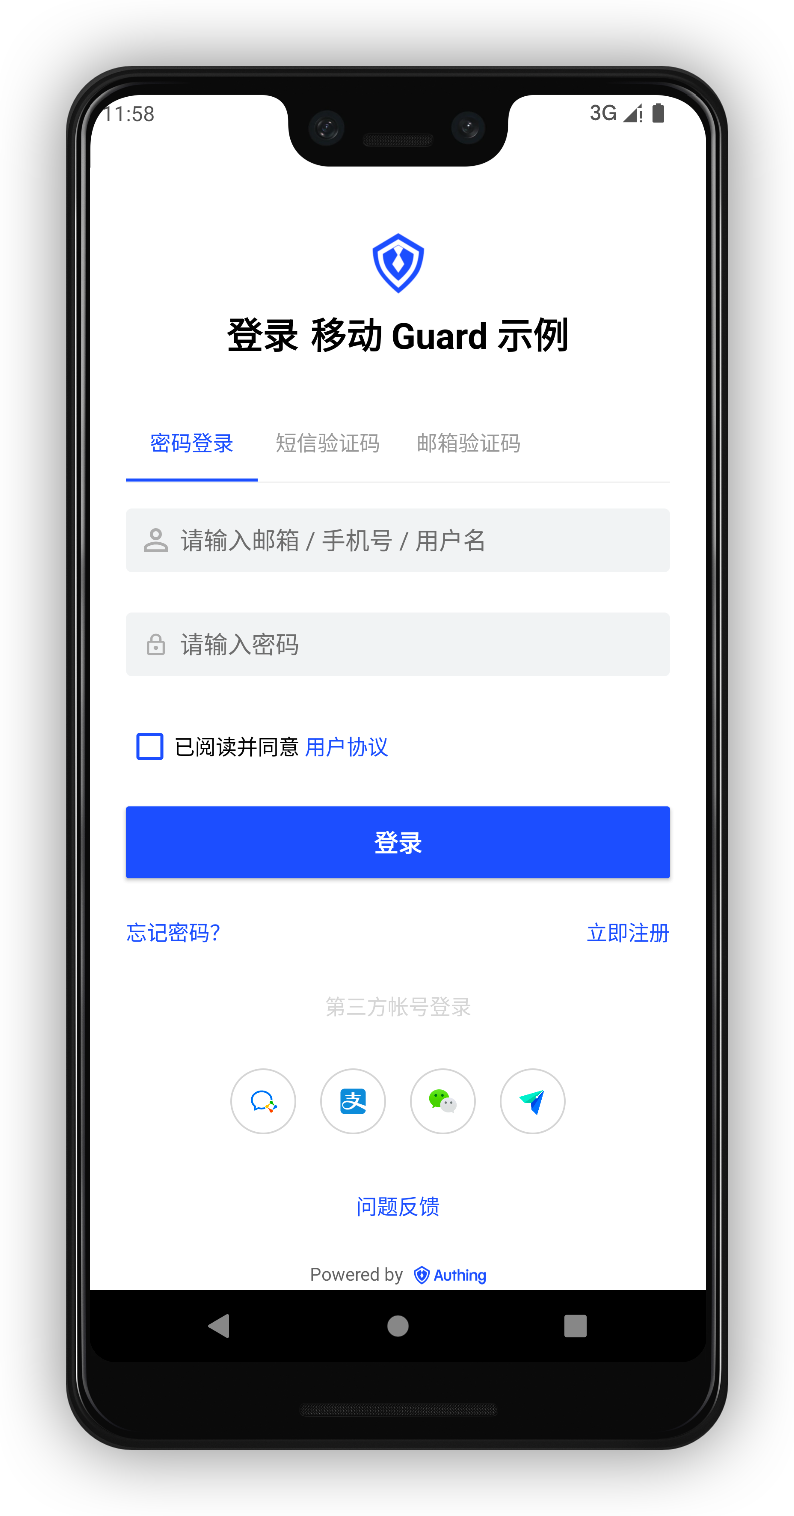 11:58 3G
登录 移动 Guard 示例
密码登录 短信验证码 邮箱验证码
请输入邮箱 / 手机号 / 用户名
请输入密码
已阅读并同意 用户协议
登录
忘记密码? 立即注册
第三方帐号登录
支
问题反馈
Powered by Authing